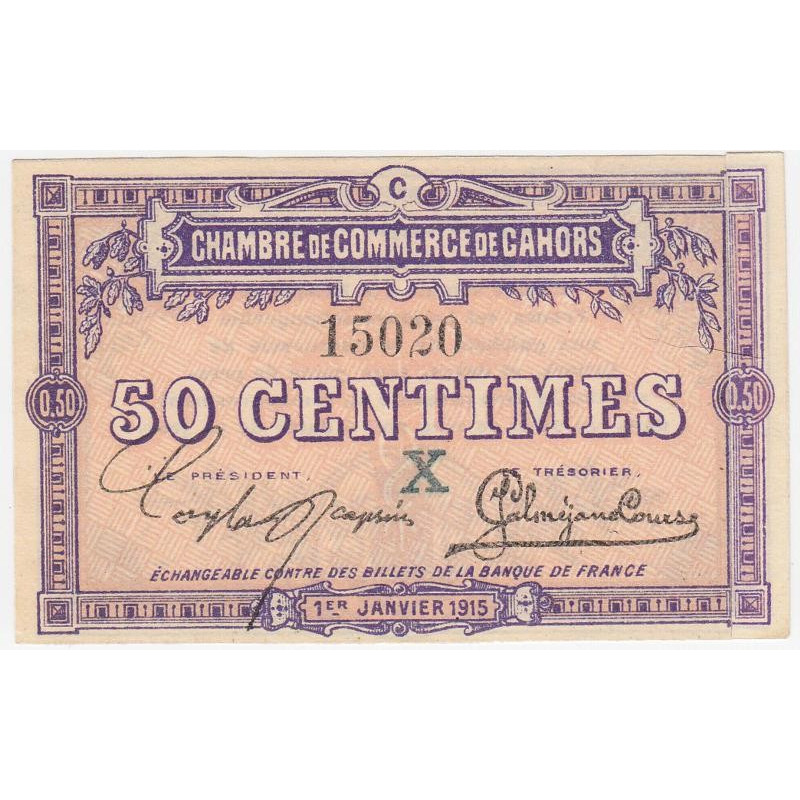 C
CHAMBRE DE COMMERCE DE CAHORS
15020
0.50 50 CENTIMES 0.50
LE PRÉSIDENT, X LE TRÉSORIER,
ÉCHANGEABLE CONTRE DES BILLETS DE LA BANQUE DE FRANCE
1ER JANVIER 1915